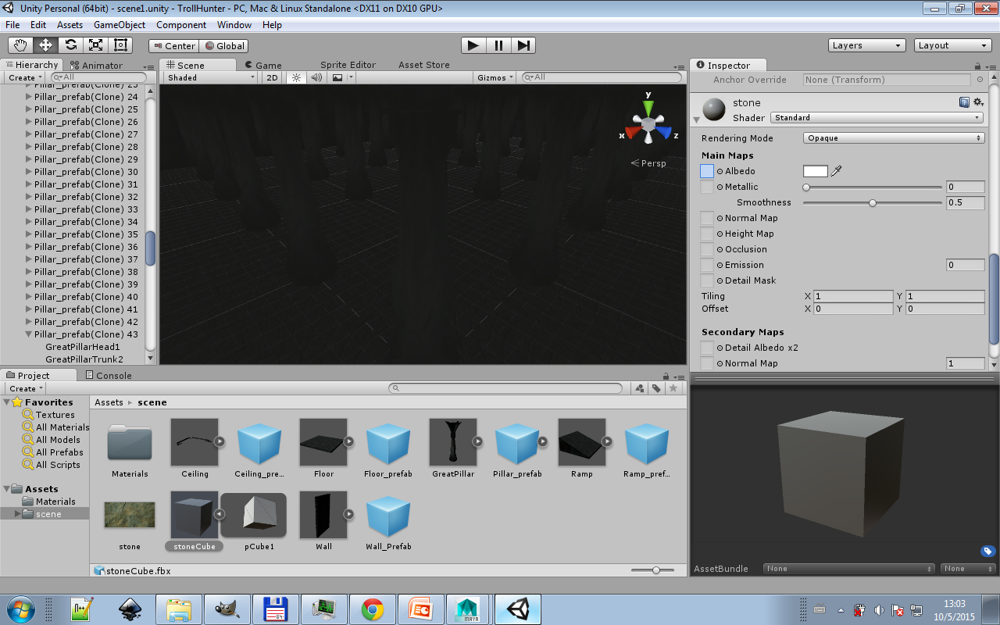 Unity Personal (64bit) - scene1.unity - TrollHunter - PC, Mac & Linux Standalone <DX11 on DX10 GPU>
File Edit Assets GameObject Component Window Help
Center Global Layers Layout
Hierarchy Animator
Create All
Pillar_prefab(Clone) 23
Pillar_prefab(Clone) 24
Pillar_prefab(Clone) 25
Pillar_prefab(Clone) 26
Pillar_prefab(Clone) 27
Pillar_prefab(Clone) 28
Pillar_prefab(Clone) 29
Pillar_prefab(Clone) 30
Pillar_prefab(Clone) 31
Pillar_prefab(Clone) 32
Pillar_prefab(Clone) 33
Pillar_prefab(Clone) 34
Pillar_prefab(Clone) 35
Pillar_prefab(Clone) 36
Pillar_prefab(Clone) 37
Pillar_prefab(Clone) 38
Pillar_prefab(Clone) 39
Pillar_prefab(Clone) 40
Pillar_prefab(Clone) 41
Pillar_prefab(Clone) 42
Pillar_prefab(Clone) 43
GreatPillarHead1
GreatPillarTrunk2
Scene Game Sprite Editor Asset Store
Shaded 2D Gizmos All
y
x z
Persp
Inspector
Anchor Override None (Transform)
stone
Shader Standard
Rendering Mode Opaque
Main Maps
Albedo
Metallic 0
Smoothness 0.5
Normal Map
Height Map
Occlusion
Emission 0
Detail Mask
Tiling X 1 Y 1
Offset X 0 Y 0
Secondary Maps
Detail Albedo x2
Normal Map 1
AssetBundle None None
Project Console
Create
Favorites
Textures
All Materials
All Models
All Prefabs
All Scripts
Assets
Materials
scene
Assets scene
Materials Ceiling Ceiling_pre... Floor Floor_prefab GreatPillar Pillar_prefab Ramp Ramp_pref...
stone stoneCube pCube1 Wall Wall_Prefab
stoneCube.fbx
64
MAYA
13:03
10/5/2015